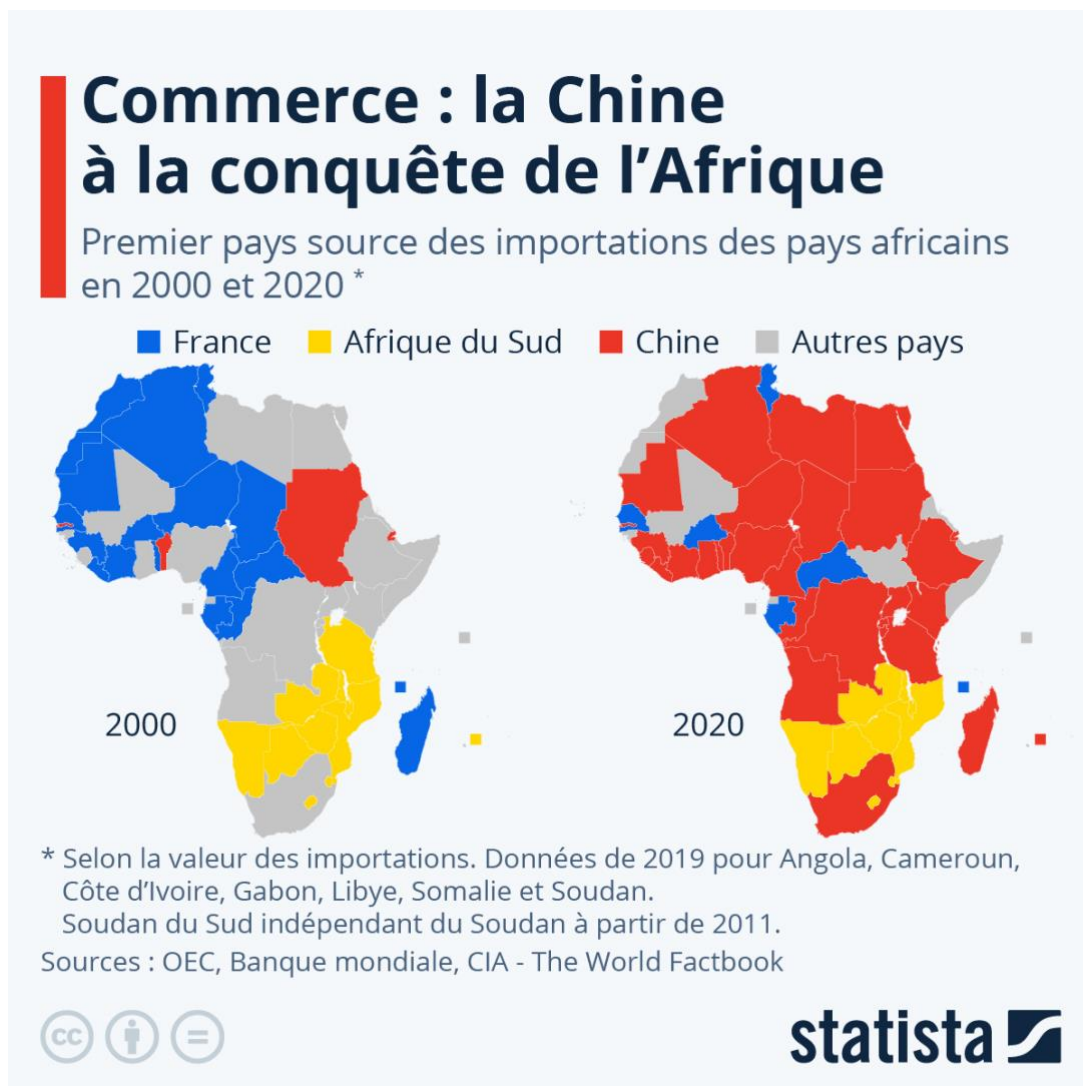 Commerce : la Chine
à la conquête de l’Afrique
Premier pays source des importations des pays africains
en 2000 et 2020 *
France Afrique du Sud Chine Autres pays
2000 2020
* Selon la valeur des importations. Données de 2019 pour Angola, Cameroun,
Côte d’Ivoire, Gabon, Libye, Somalie et Soudan.
Soudan du Sud indépendant du Soudan à partir de 2011.
Sources : OEC, Banque mondiale, CIA - The World Factbook
cc = statista